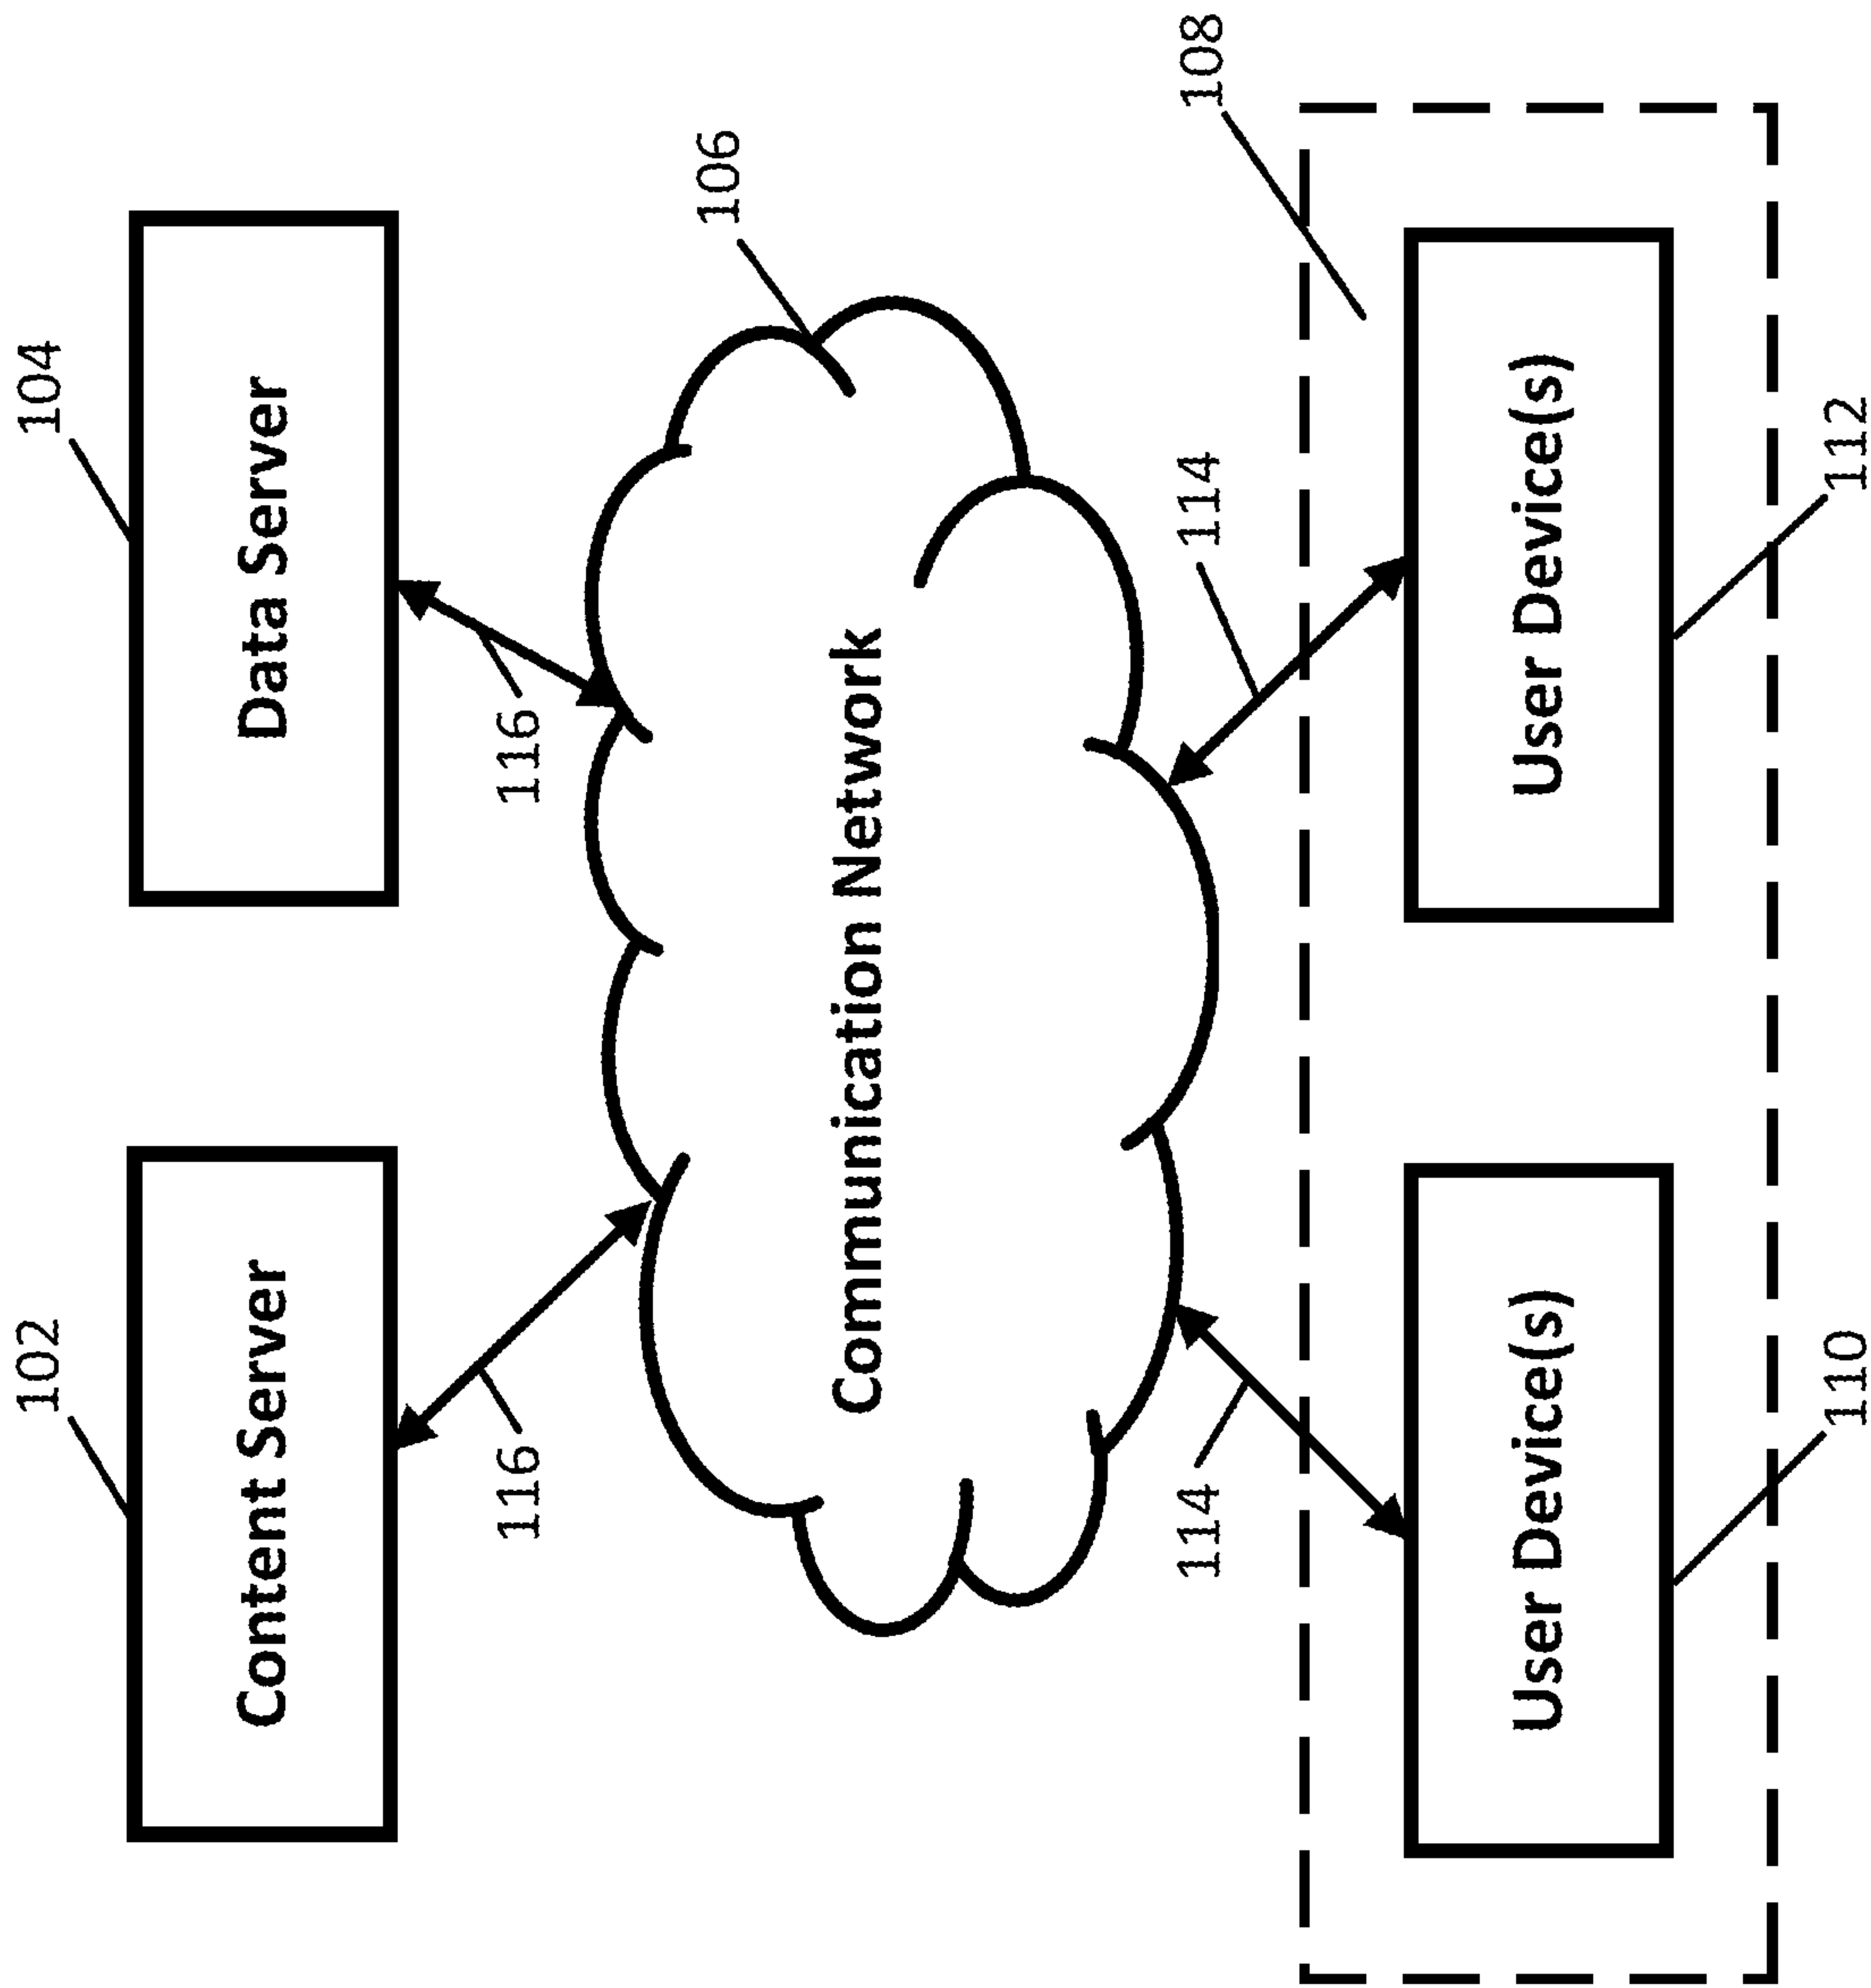 102
104
Content Server
Data Server
116
116
106
Communication Network
114
114
108
User Device(s)
User Device(s)
110
112